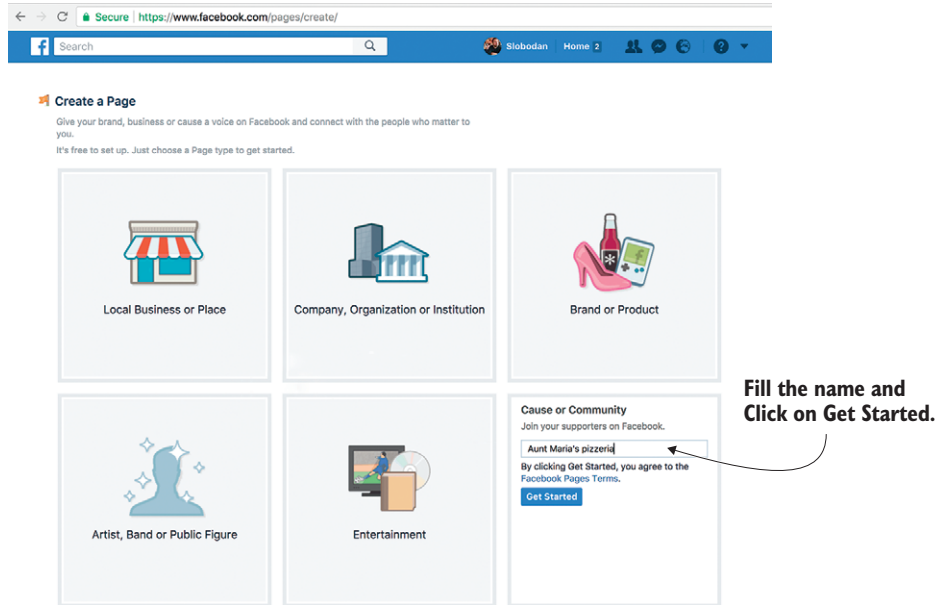 Secure https://www.facebook.com/pages/create/
f Search Slobodan Home 2 ?
Create a Page
Give your brand, business or cause a voice on Facebook and connect with the people who matter to
you.
It's free to set up. Just choose a Page type to get started.
Local Business or Place
Company, Organization or Institution
Brand or Product
Fill the name and
Click on Get Started.
Cause or Community
Join your supporters on Facebook.
Aunt Maria's pizzeria
By clicking Get Started, you agree to the
Facebook Pages Terms.
Get Started
Artist, Band or Public Figure
Entertainment